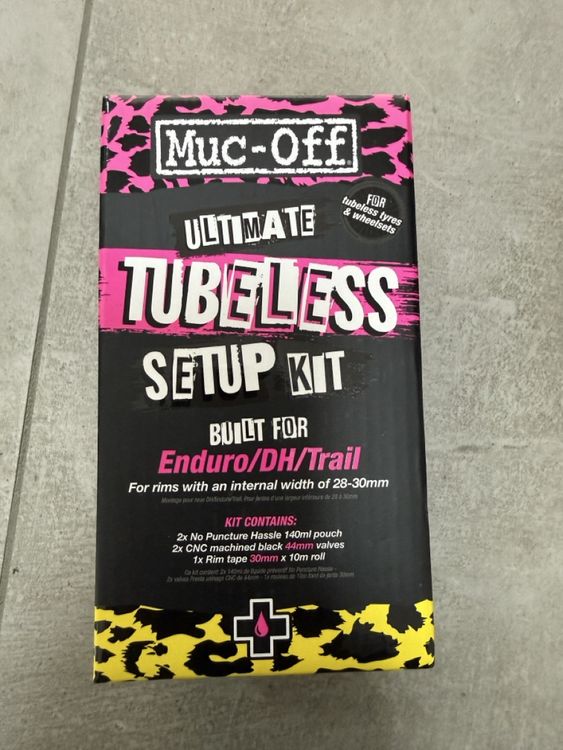 Muc-Off
FOR
tubeless tyres
& wheelsets
ULTIMATE
TUBELESS
SETUP KIT
BUILT FOR
Enduro/DH/Trail
For rims with an internal width of 28-30mm
KIT CONTAINS:
2x No Puncture Hassle 140ml pouch
2x CNC machined black 44mm valves
1x Rim tape 30mm x 10m roll